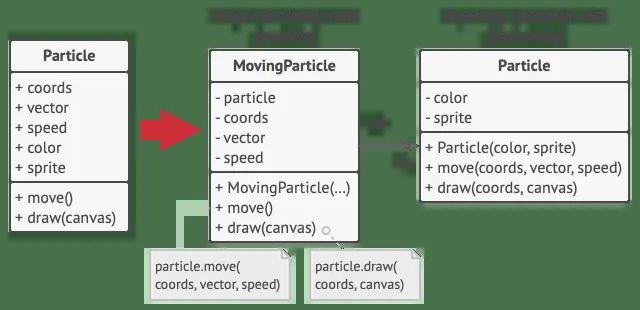 Particle
+ coords
+ vector
+ speed
+ color
+ sprite
+ move()
+ draw(canvas)
MovingParticle
- particle
- coords
- vector
- speed
+ MovingParticle(...)
+ move()
+ draw(canvas)
particle.move(
coords, vector, speed)
particle.draw(
coords, canvas)
Particle
- color
- sprite
+ Particle(color, sprite)
+ move(coords, vector, speed)
+ draw(coords, canvas)